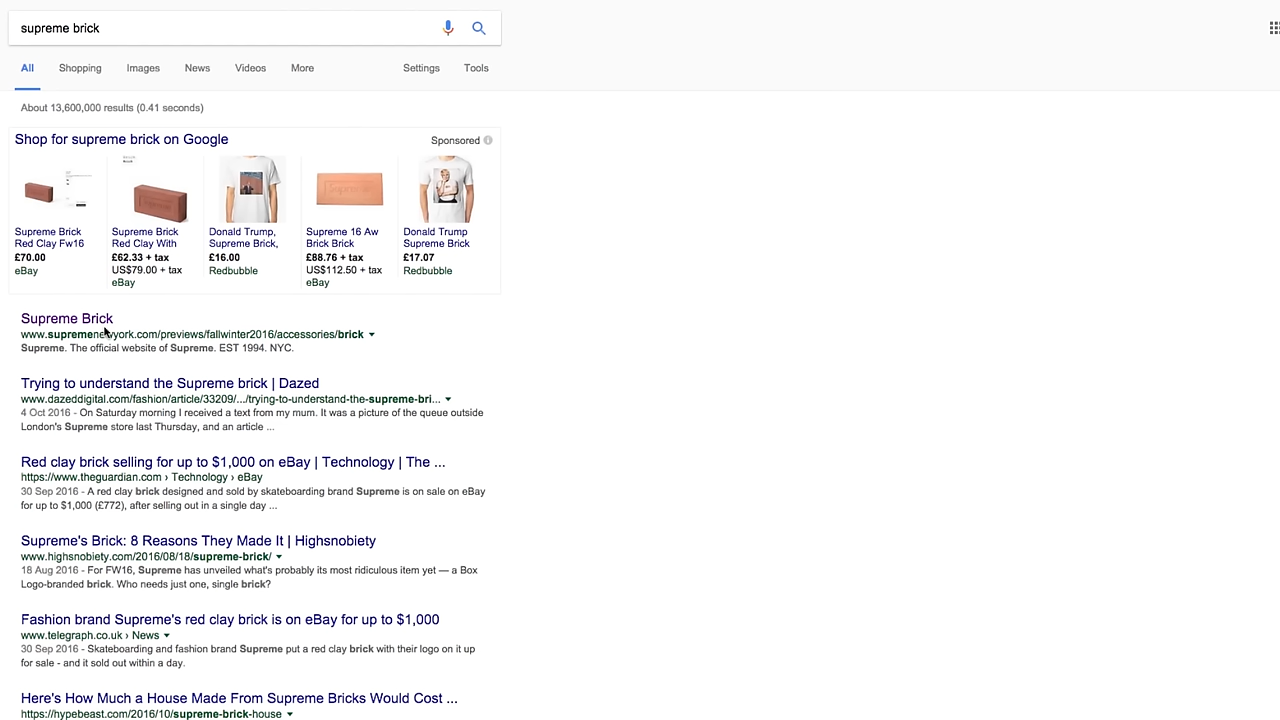 supreme brick
All Shopping Images News Videos More Settings Tools
About 13,600,000 results (0.41 seconds)
Shop for supreme brick on Google Sponsored
Supreme Brick
Red Clay Fw16
£70.00
eBay
Supreme Brick
Red Clay With
£62.33 + tax
US$79.00 + tax
eBay
Donald Trump,
Supreme Brick,
£16.00
Redbubble
Supreme 16 Aw
Brick Brick
£88.76 + tax
US$112.50 + tax
eBay
Donald Trump
Supreme Brick
£17.07
Redbubble
Supreme Brick
www.supremenewyork.com/previews/fallwinter2016/accessories/brick
Supreme. The official website of Supreme. EST 1994. NYC.
Trying to understand the Supreme brick | Dazed
www.dazeddigital.com/fashion/article/33209/.../trying-to-understand-the-supreme-bri...
4 Oct 2016 - On Saturday morning I received a text from my mum. It was a picture of the queue outside
London's Supreme store last Thursday, and an article ...
Red clay brick selling for up to $1,000 on eBay | Technology | The ...
https://www.theguardian.com › Technology › eBay
30 Sep 2016 - A red clay brick designed and sold by skateboarding brand Supreme is on sale on eBay
for up to $1,000 (£772), after selling out in a single day ...
Supreme's Brick: 8 Reasons They Made It | Highsnobiety
www.highsnobiety.com/2016/08/18/supreme-brick/
18 Aug 2016 - For FW16, Supreme has unveiled what's probably its most ridiculous item yet — a Box
Logo-branded brick. Who needs just one, single brick?
Fashion brand Supreme's red clay brick is on eBay for up to $1,000
www.telegraph.co.uk › News
30 Sep 2016 - Skateboarding and fashion brand Supreme put a red clay brick with their logo on it up
for sale - and it sold out within a day.
Here's How Much a House Made From Supreme Bricks Would Cost ...
https://hypebeast.com/2016/10/supreme-brick-house